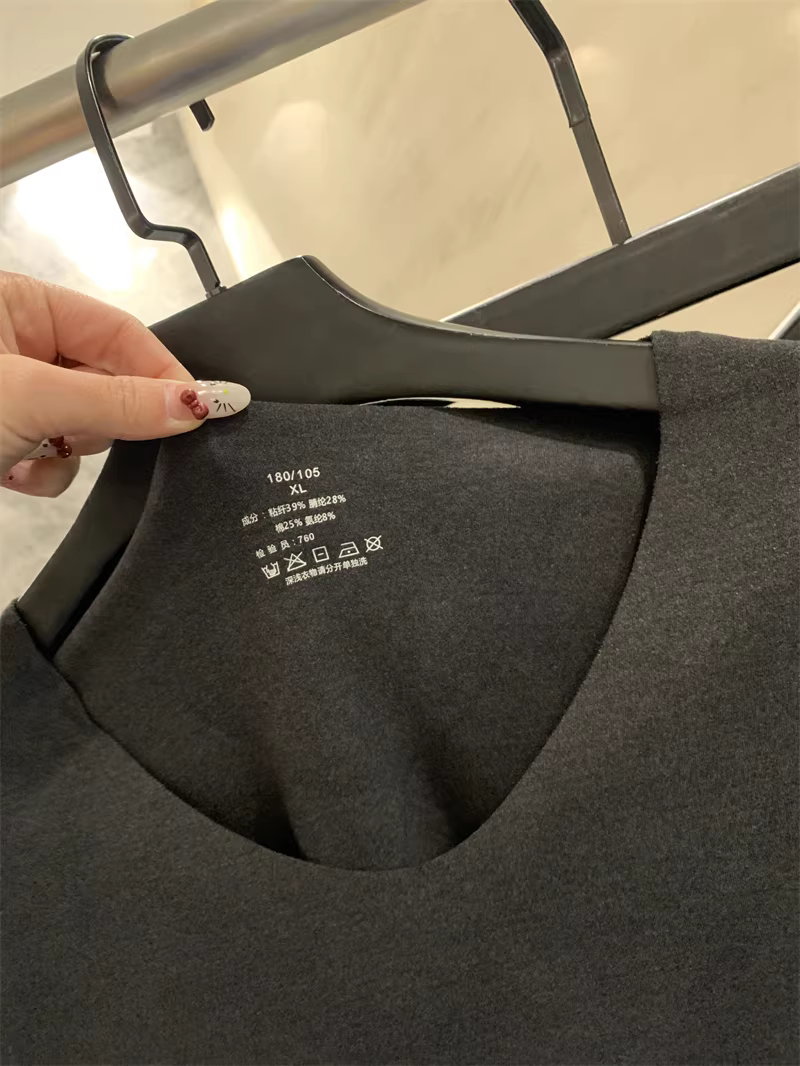 180/105
XL
成分：粘纤39% 腈纶28%
棉25% 氨纶8%
检 验 员：760
深浅衣物请分开单独洗